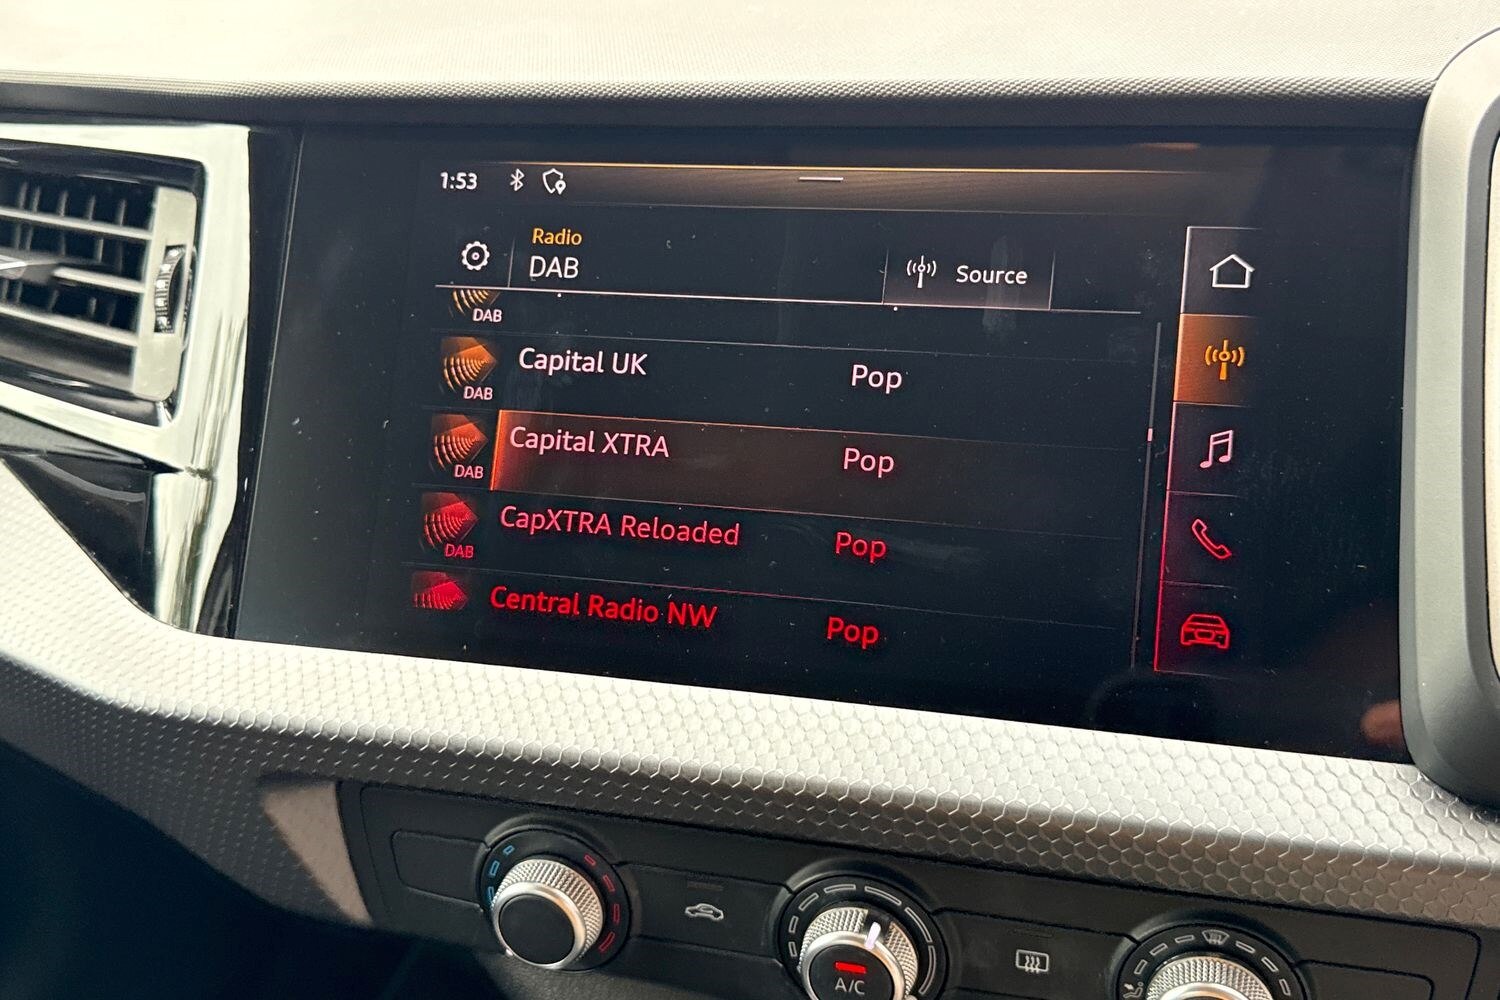 1:53
Radio
DAB
Source
DAB
Capital UK Pop
DAB
Capital XTRA Pop
DAB
CapXTRA Reloaded Pop
DAB
Central Radio NW Pop
A/C